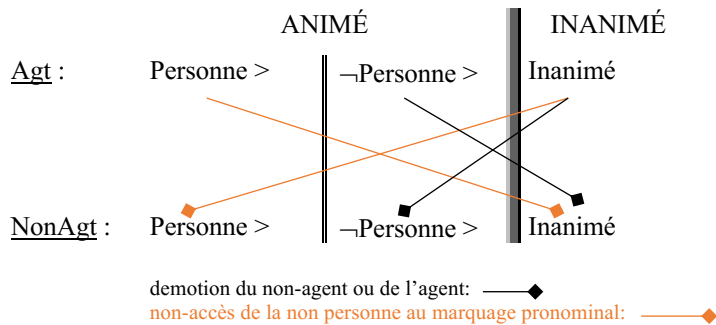 ANIMÉ INANIMÉ
Agt : Personne > ¬Personne > Inanimé
NonAgt : Personne > ¬Personne > Inanimé
demotion du non-agent ou de l’agent:
non-accès de la non personne au marquage pronominal: